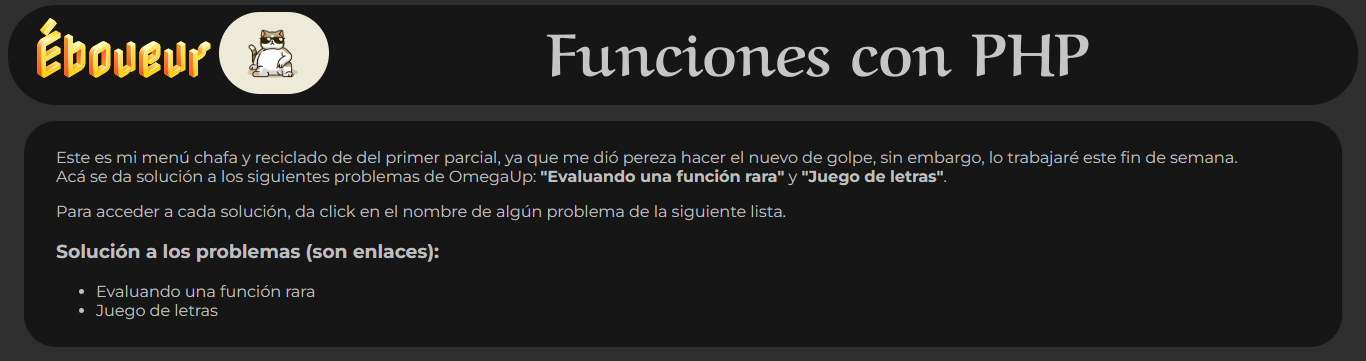 Éboueur
Funciones con PHP
Este es mi menú chafa y reciclado de del primer parcial, ya que me dió pereza hacer el nuevo de golpe, sin embargo, lo trabajaré este fin de semana.
Acá se da solución a los siguientes problemas de OmegaUp: "Evaluando una función rara" y "Juego de letras".
Para acceder a cada solución, da click en el nombre de algún problema de la siguiente lista.
Solución a los problemas (son enlaces):
• Evaluando una función rara
• Juego de letras